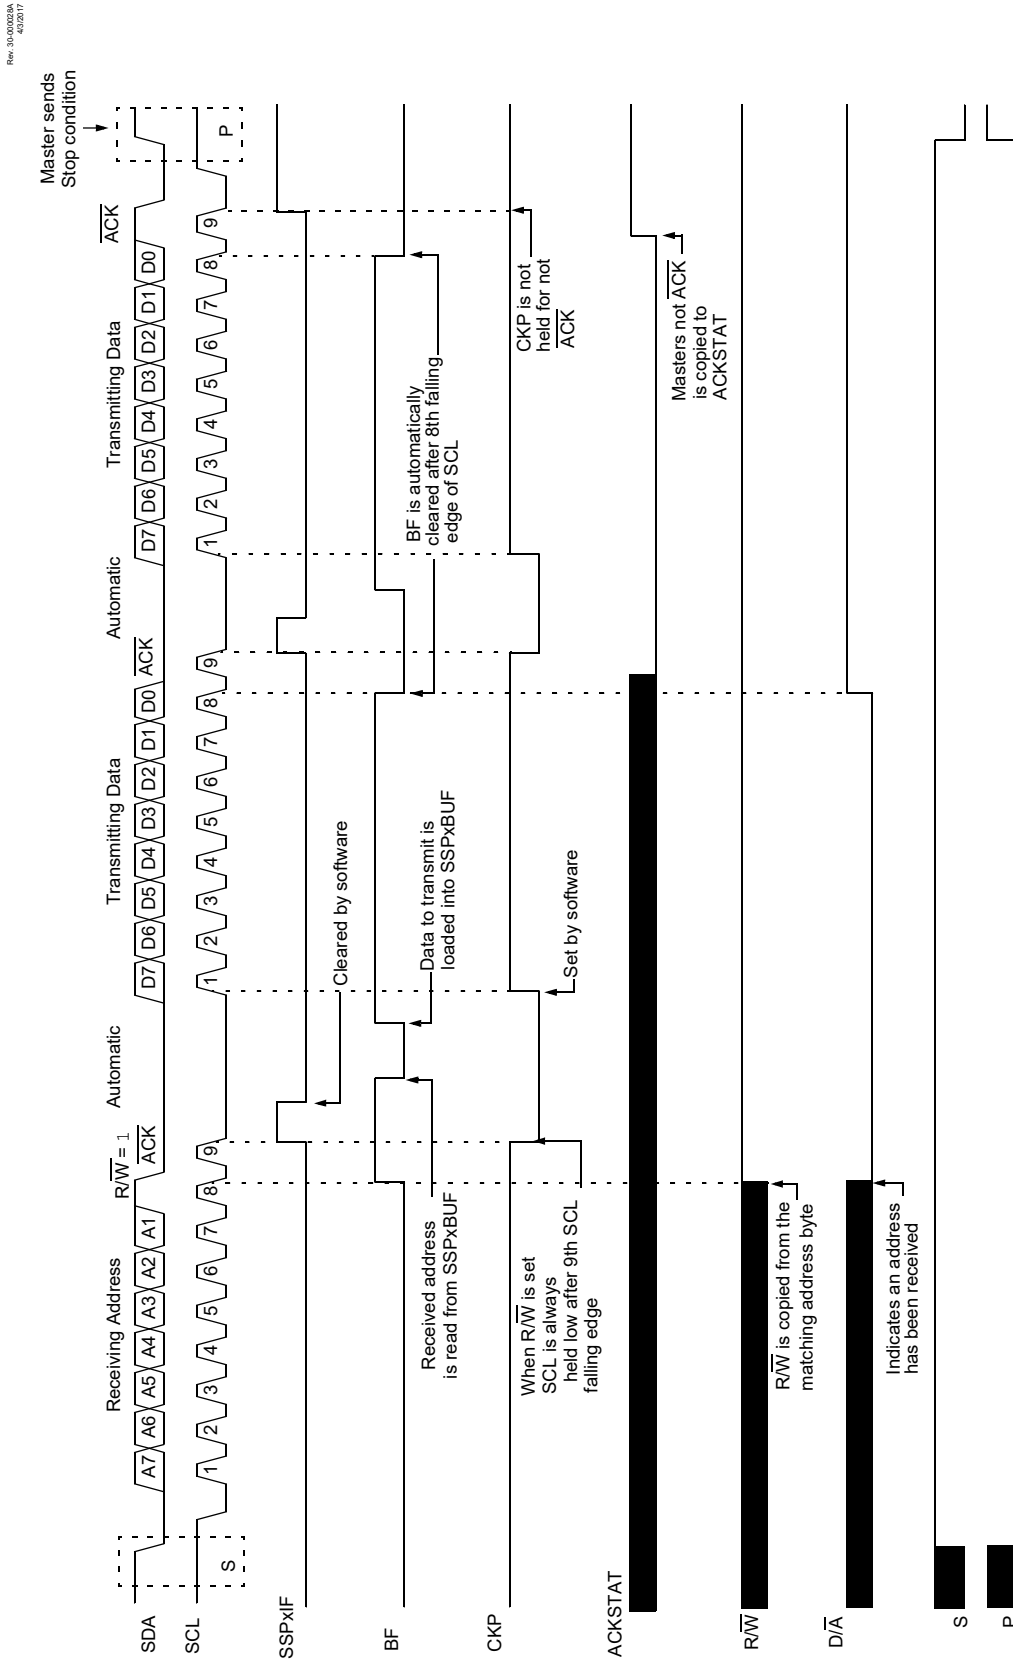 Rev. 30-000028A
4/3/2017
Master sends
Stop condition
Receiving Address
R/W = 1
Automatic
Transmitting Data
Automatic
Transmitting Data
ACK
ACK
ACK
SDA
A7 A6 A5 A4 A3 A2 A1
D7 D6 D5 D4 D3 D2 D1 D0
D7 D6 D5 D4 D3 D2 D1 D0
SCL
S
1 2 3 4 5 6 7 8 9
1 2 3 4 5 6 7 8 9
1 2 3 4 5 6 7 8 9
P
SSPxIF
Cleared by software
BF
Received address
is read from SSPxBUF
Data to transmit is
loaded into SSPxBUF
BF is automatically
cleared after 8th falling
edge of SCL
CKP
When R/W is set
SCL is always
held low after 9th SCL
falling edge
Set by software
CKP is not
held for not
ACK
ACKSTAT
Masters not ACK
is copied to
ACKSTAT
R/W
R/W is copied from the
matching address byte
D/A
Indicates an address
has been received
S
P